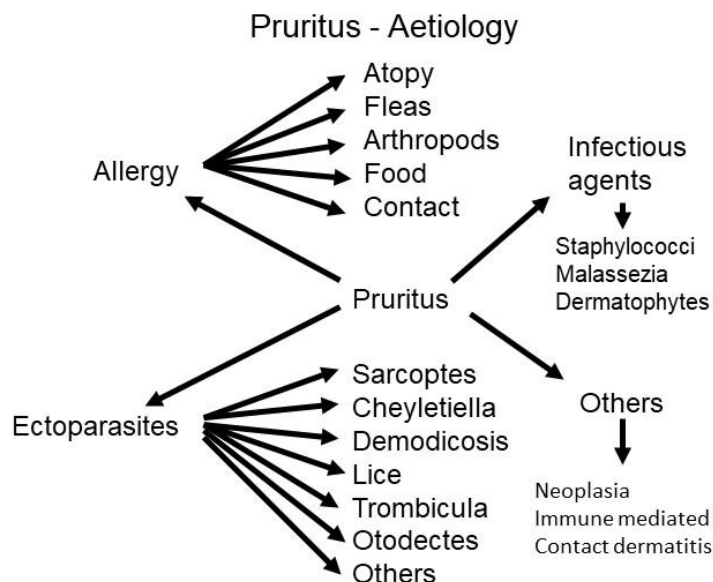 Pruritus - Aetiology
Allergy
Atopy
Fleas
Arthropods
Food
Contact
Infectious
agents
Staphylococci
Malassezia
Dermatophytes
Pruritus
Ectoparasites
Sarcoptes
Cheyletiella
Demodicosis
Lice
Trombicula
Otodectes
Others
Others
Neoplasia
Immune mediated
Contact dermatitis